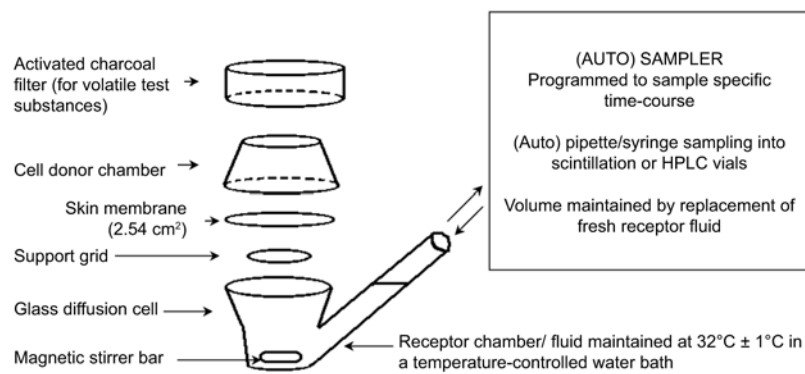 Activated charcoal
filter (for volatile test
substances)
Cell donor chamber
Skin membrane
(2.54 cm²)
Support grid
Glass diffusion cell
Magnetic stirrer bar
(AUTO) SAMPLER
Programmed to sample specific
time-course
(Auto) pipette/syringe sampling into
scintillation or HPLC vials
Volume maintained by replacement of
fresh receptor fluid
Receptor chamber/ fluid maintained at 32°C ± 1°C in
a temperature-controlled water bath